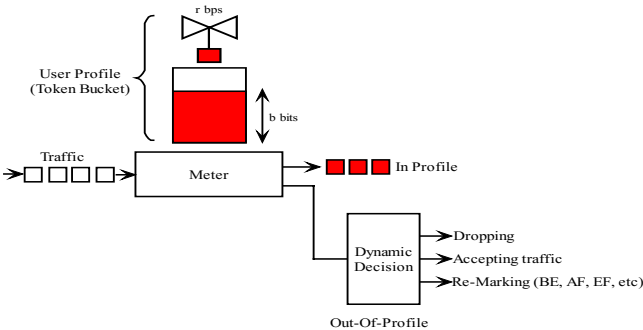 r bps
User Profile
(Token Bucket)
b bits
Traffic
Meter
In Profile
Dynamic
Decision
Dropping
Accepting traffic
Re-Marking (BE, AF, EF, etc)
Out-Of-Profile